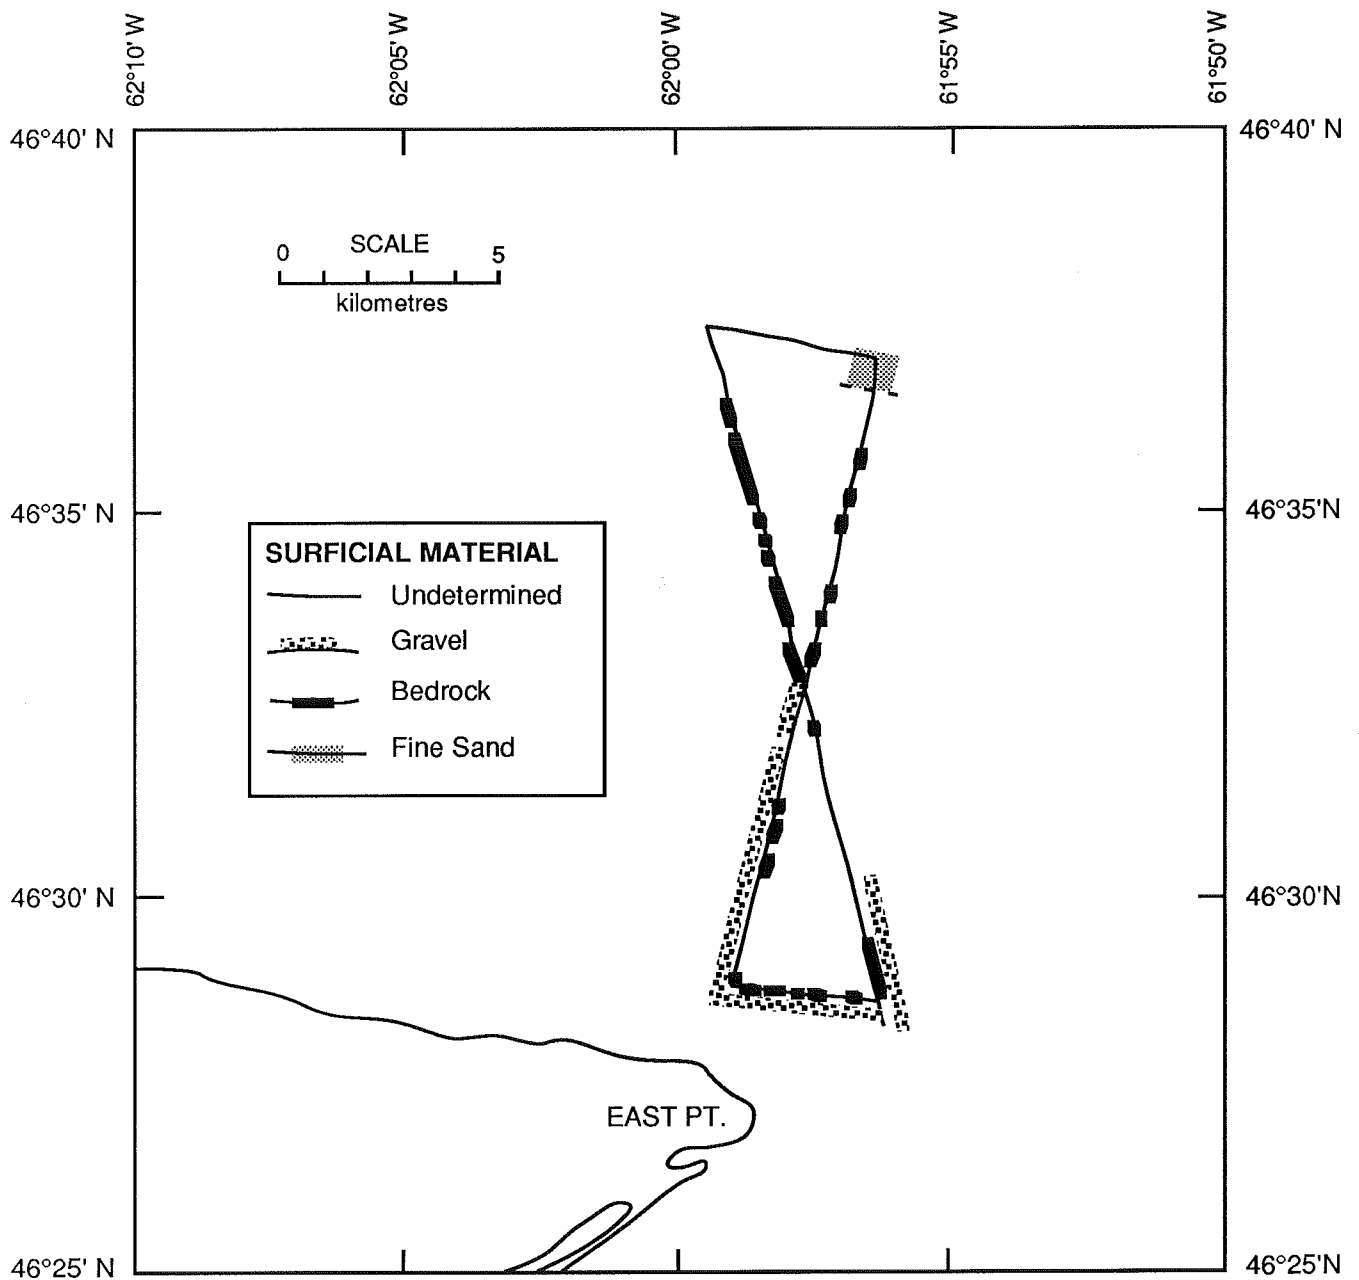 62°10' W
62°05' W
62°00' W
61°55' W
61°50' W
46°40' N
46°40' N
SCALE
0 5
kilometres
46°35' N
46°35' N
SURFICIAL MATERIAL
Undetermined
Gravel
Bedrock
Fine Sand
46°30' N
46°30'N
EAST PT.
46°25' N
46°25'N